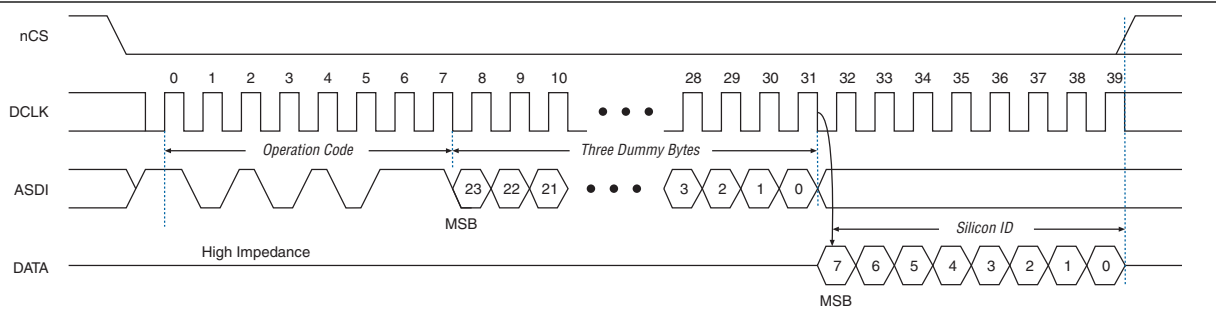 nCS
0 1 2 3 4 5 6 7 8 9 10 28 29 30 31 32 33 34 35 36 37 38 39
DCLK
Operation Code Three Dummy Bytes
ASDI 23 22 21 3 2 1 0
MSB
Silicon ID
High Impedance
DATA 7 6 5 4 3 2 1 0
MSB